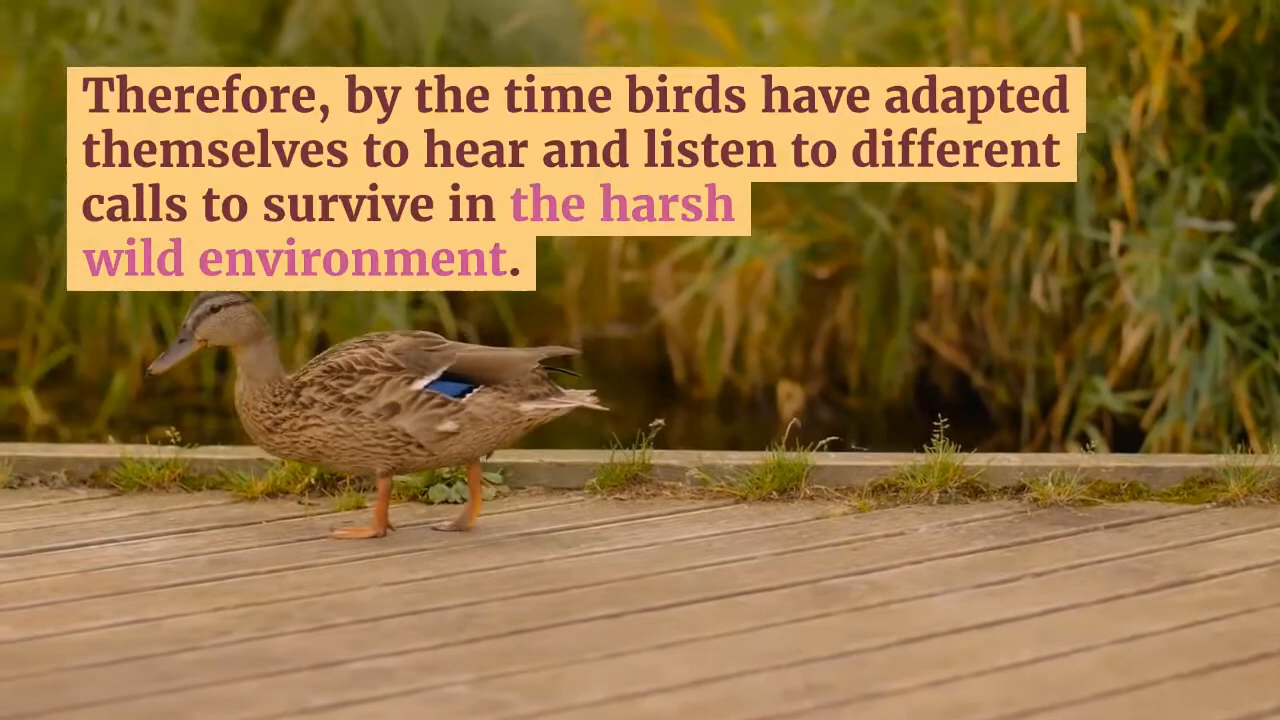 Therefore, by the time birds have adapted
themselves to hear and listen to different
calls to survive in the harsh
wild environment.